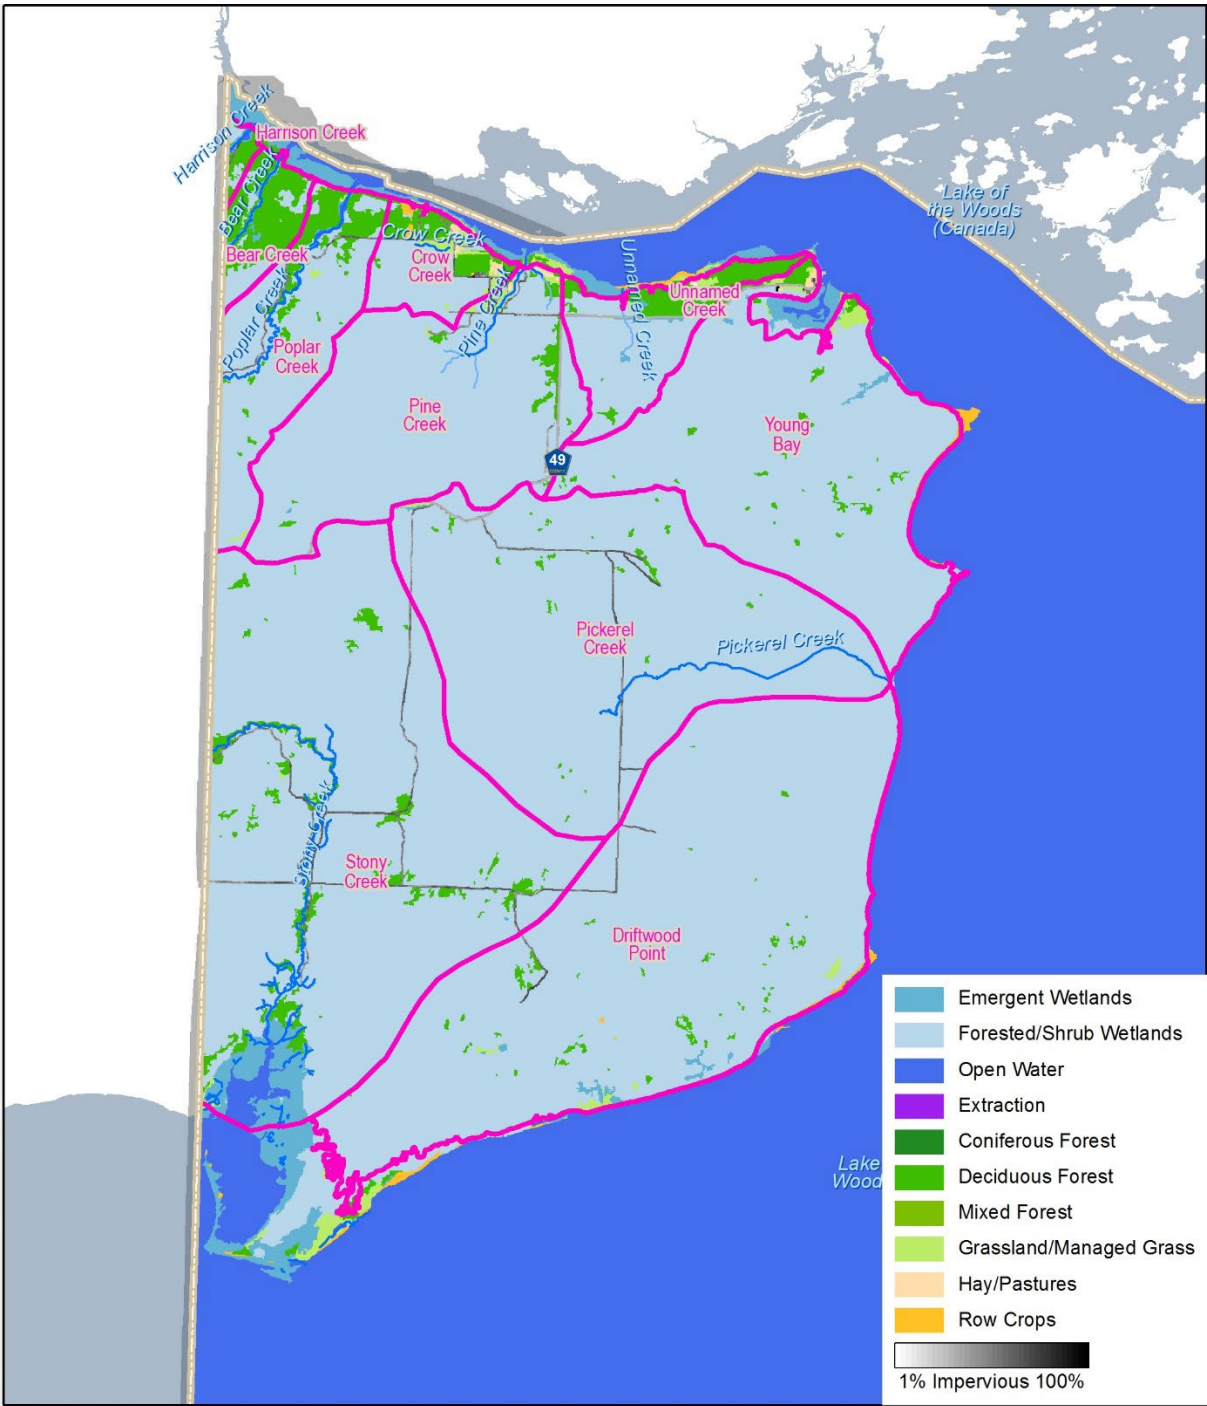 Harrison Creek
Harrison Creek
Bear Creek
Bear Creek
Lake of
the Woods
(Canada)
Crow Creek
Crow
Creek
Unnamed Creek
Unnamed
Creek
Poplar Creek
Poplar
Creek
Pine Creek
Pine
Creek
Young
Bay
49
Pickerel
Creek
Pickerel Creek
Stony Creek
Stony
Creek
Driftwood
Point
Lake
Wood
Emergent Wetlands
Forested/Shrub Wetlands
Open Water
Extraction
Coniferous Forest
Deciduous Forest
Mixed Forest
Grassland/Managed Grass
Hay/Pastures
Row Crops
1% Impervious 100%